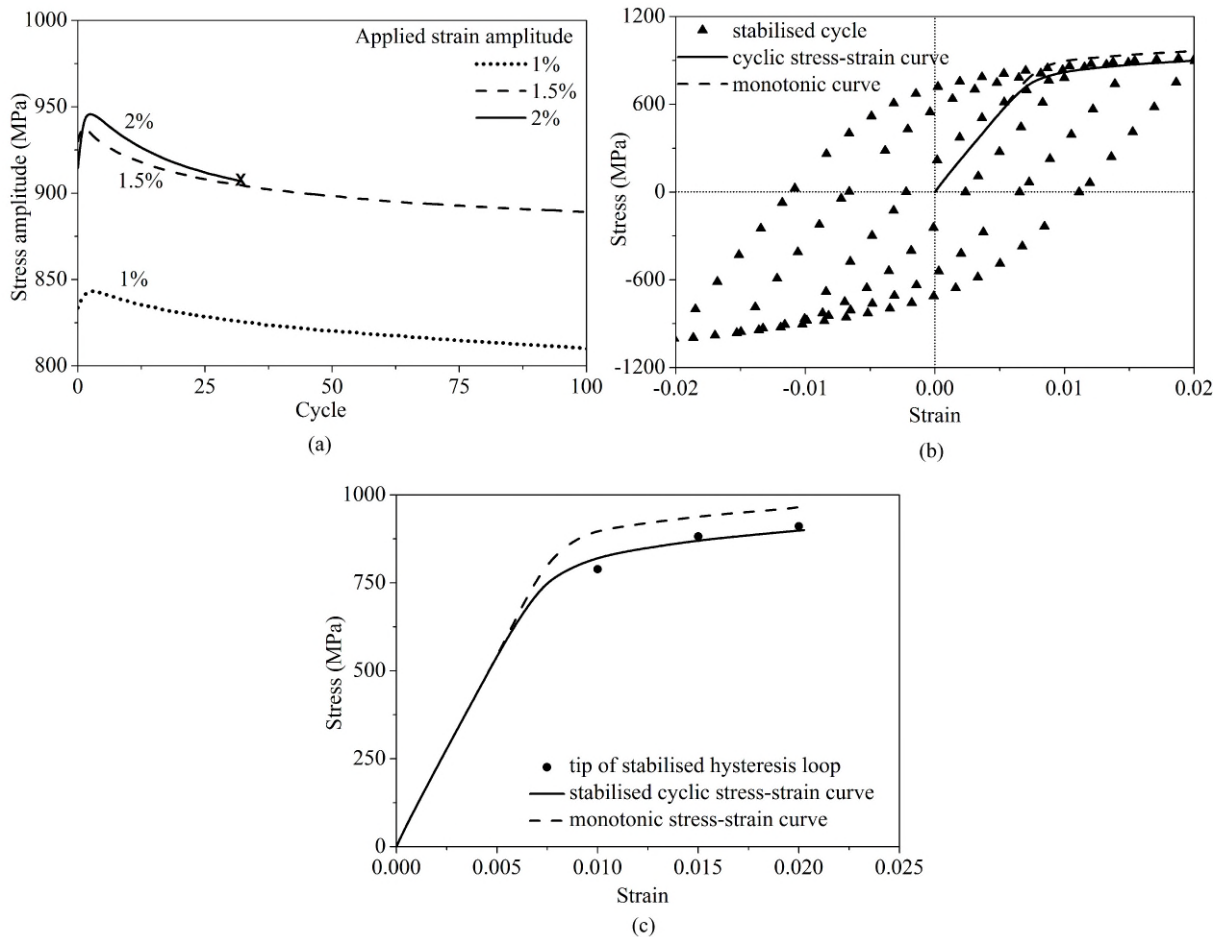 Applied strain amplitude
1%
1.5%
2%
1000
950
900
850
800
2%
X
1.5%
1%
0
25
50
75
100
Stress amplitude (MPa)
Cycle
(a)
stabilised cycle
cyclic stress-strain curve
monotonic curve
1200
600
0
-600
-1200
-0.02
-0.01
0.00
0.01
0.02
Stress (MPa)
Strain
(b)
1000
750
500
250
0
tip of stabilised hysteresis loop
stabilised cyclic stress-strain curve
monotonic stress-strain curve
0.000
0.005
0.010
0.015
0.020
0.025
Stress (MPa)
Strain
(c)